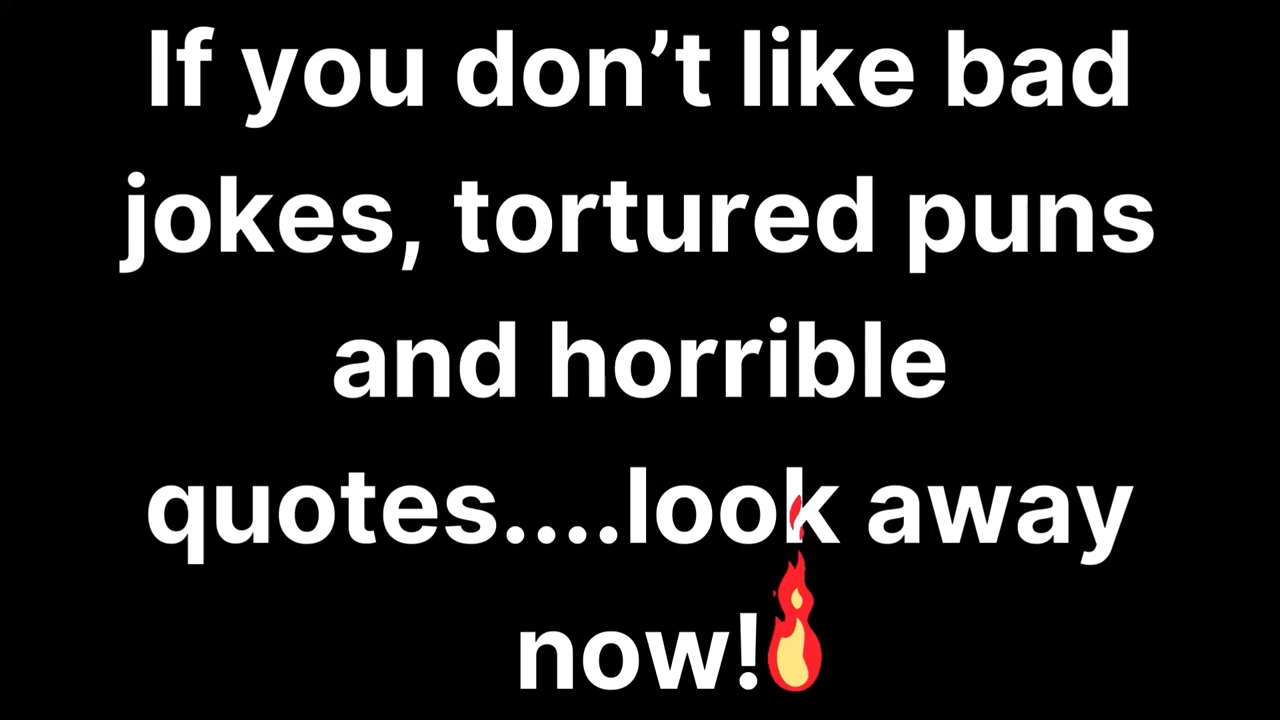 If you don’t like bad
jokes, tortured puns
and horrible
quotes....look away
now!